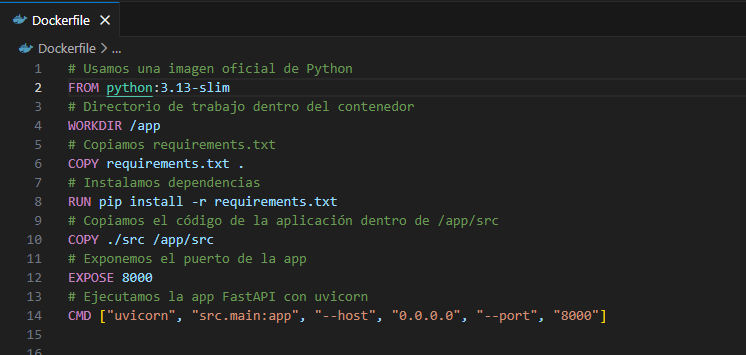 Dockerfile ×
Dockerfile > ...
1 # Usamos una imagen oficial de Python
2 FROM python:3.13-slim
3 # Directorio de trabajo dentro del contenedor
4 WORKDIR /app
5 # Copiamos requirements.txt
6 COPY requirements.txt .
7 # Instalamos dependencias
8 RUN pip install -r requirements.txt
9 # Copiamos el código de la aplicación dentro de /app/src
10 COPY ./src /app/src
11 # Exponemos el puerto de la app
12 EXPOSE 8000
13 # Ejecutamos la app FastAPI con uvicorn
14 CMD ["uvicorn", "src.main:app", "--host", "0.0.0.0", "--port", "8000"]
15
16